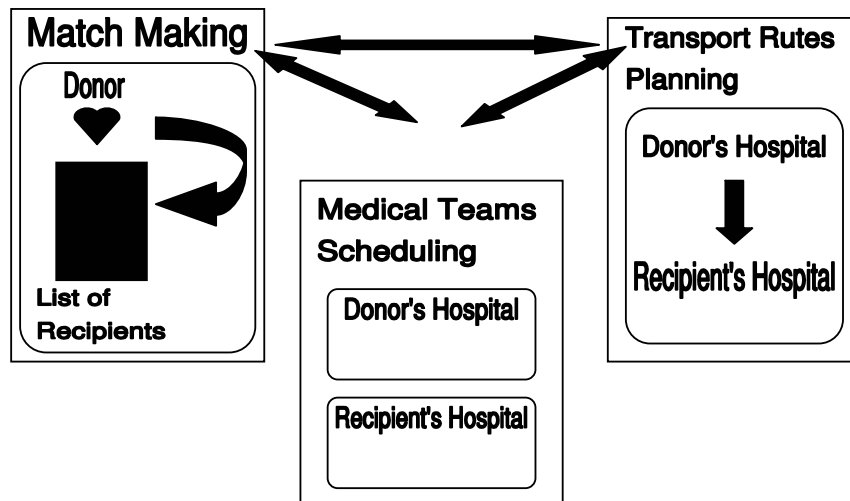 Match Making
Donor
List of
Recipients
Medical Teams
Scheduling
Donor's Hospital
Recipient's Hospital
Transport Rutes
Planning
Donor's Hospital
Recipient's Hospital